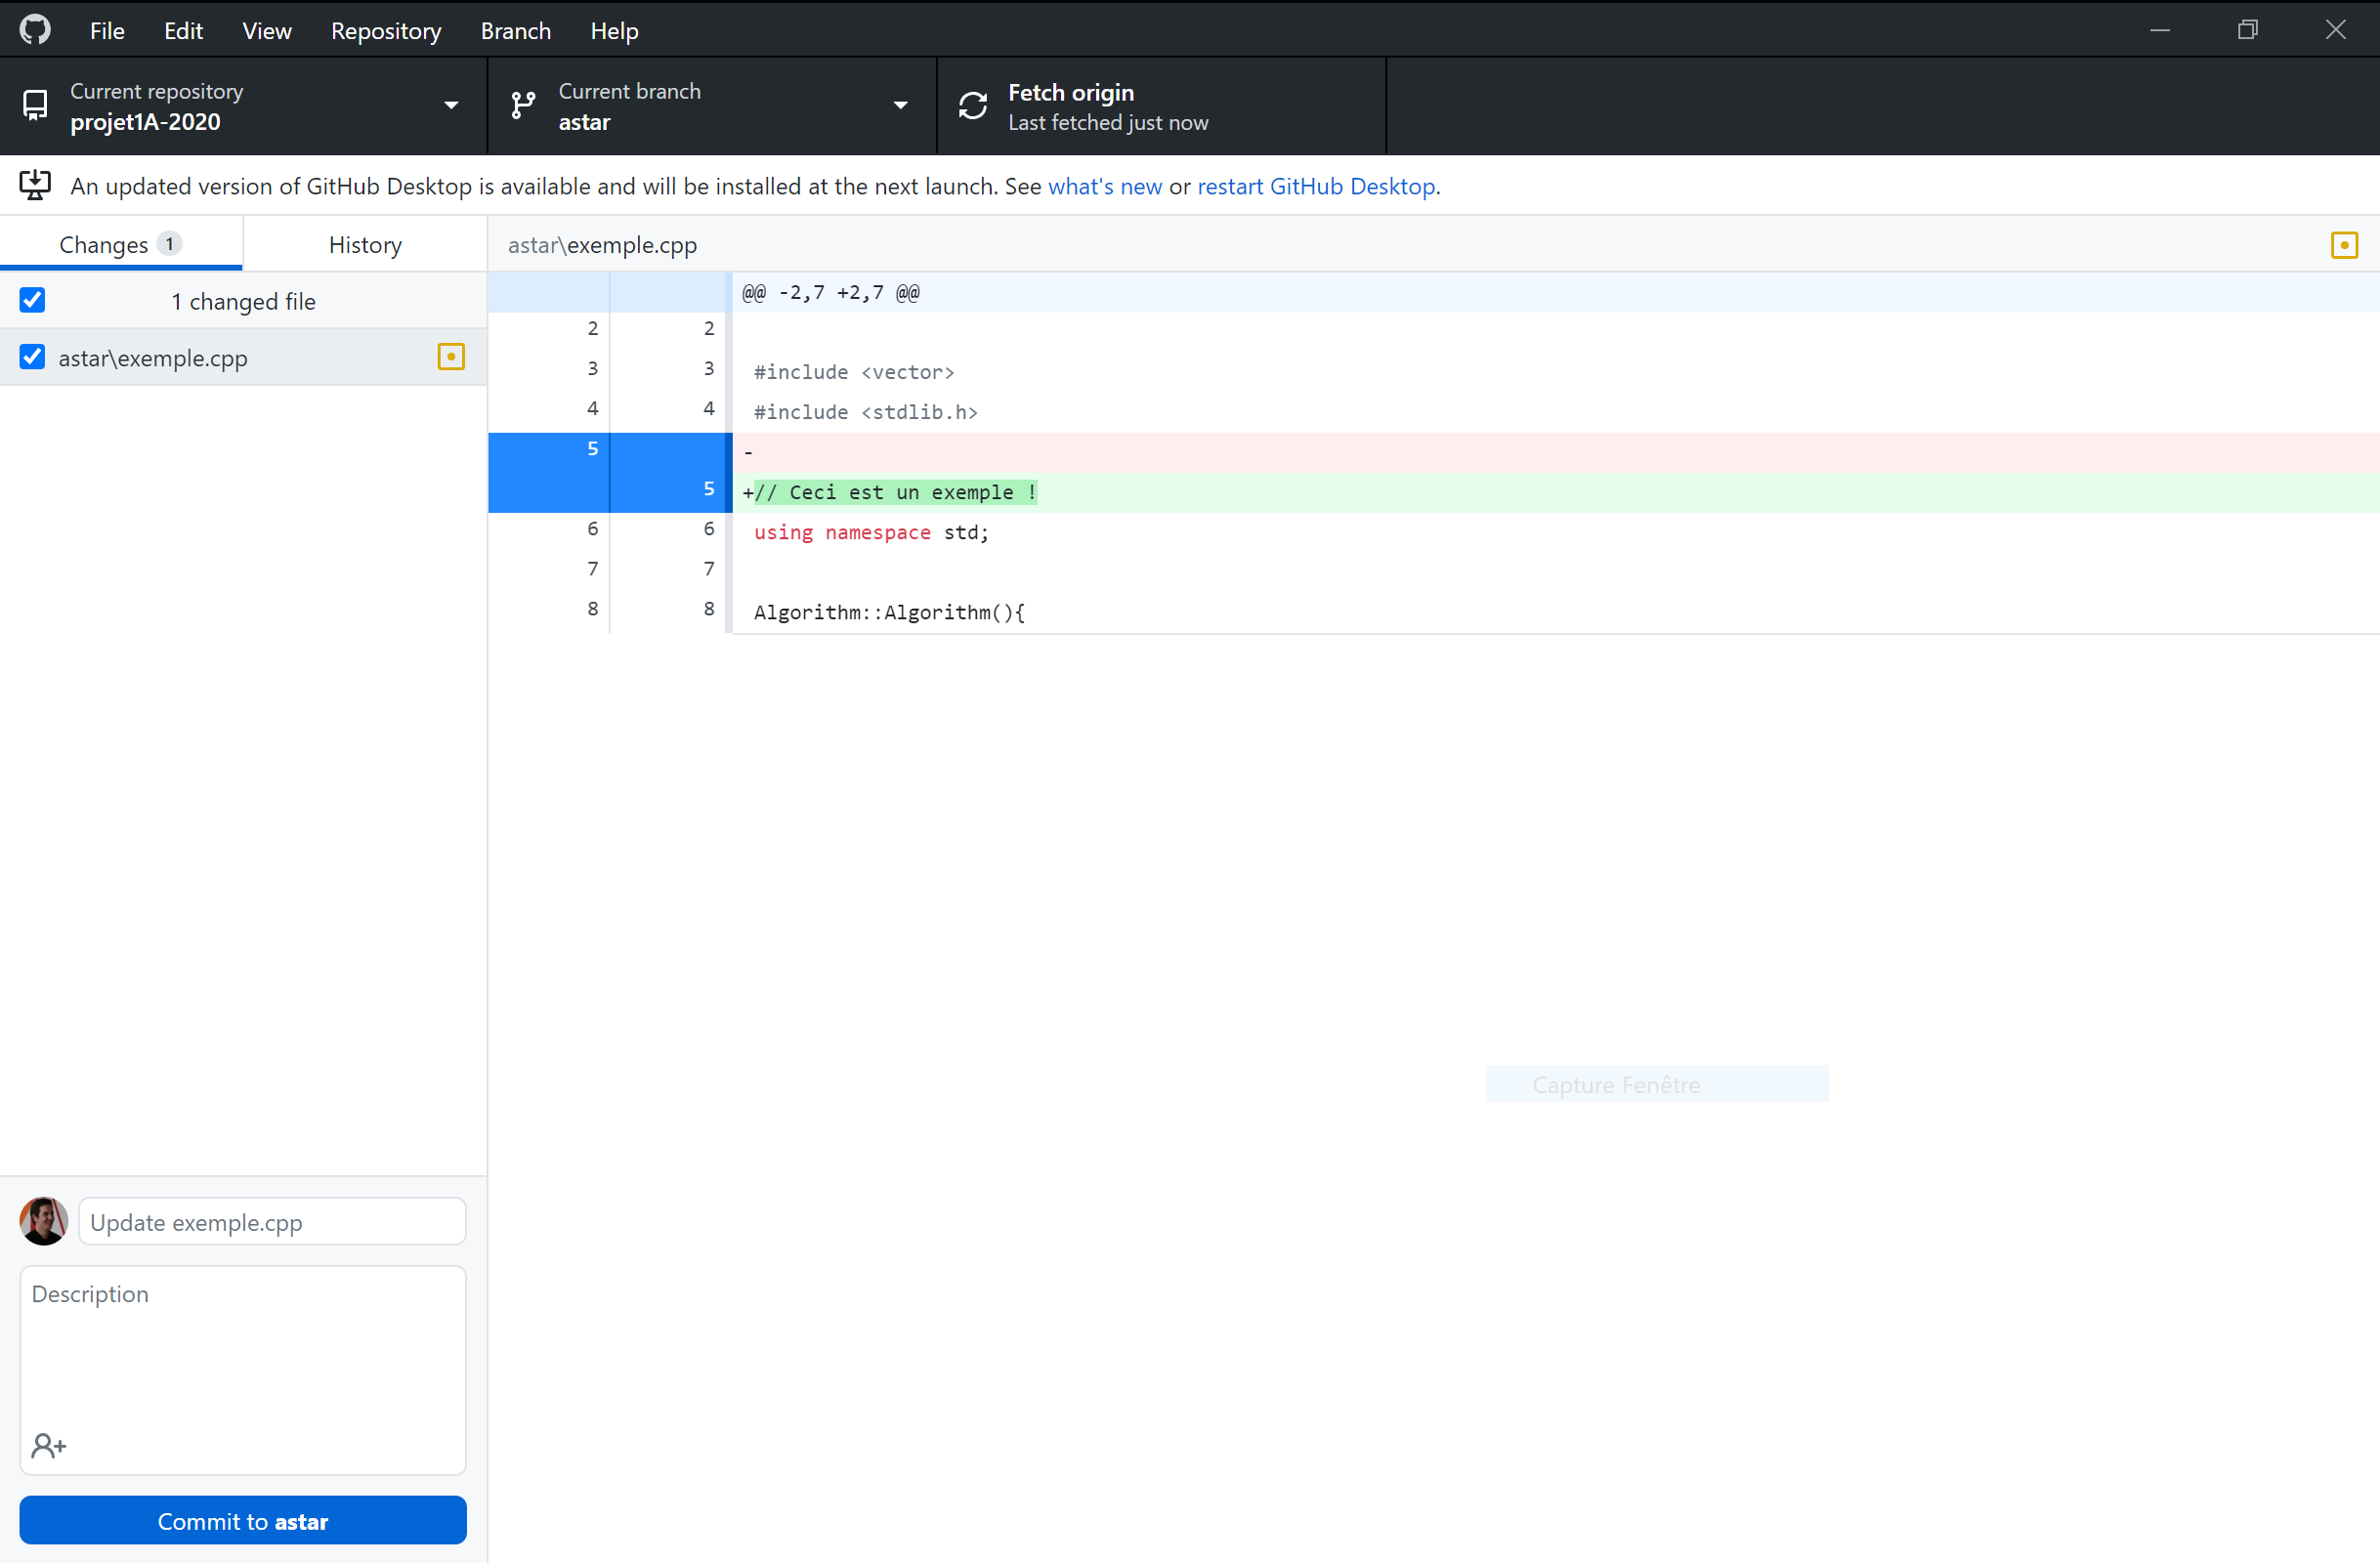 File Edit View Repository Branch Help
Current repository
projet1A-2020
Current branch
astar
Fetch origin
Last fetched just now
An updated version of GitHub Desktop is available and will be installed at the next launch. See what's new or restart GitHub Desktop.
Changes 1
History
astar\exemple.cpp
1 changed file
astar\exemple.cpp
@@ -2,7 +2,7 @@
2 2
3 3 #include <vector>
4 4 #include <stdlib.h>
5 -
5 +// Ceci est un exemple !
6 6 using namespace std;
7 7
8 8 Algorithm::Algorithm(){
Capture Fenêtre
Update exemple.cpp
Description
Commit to astar